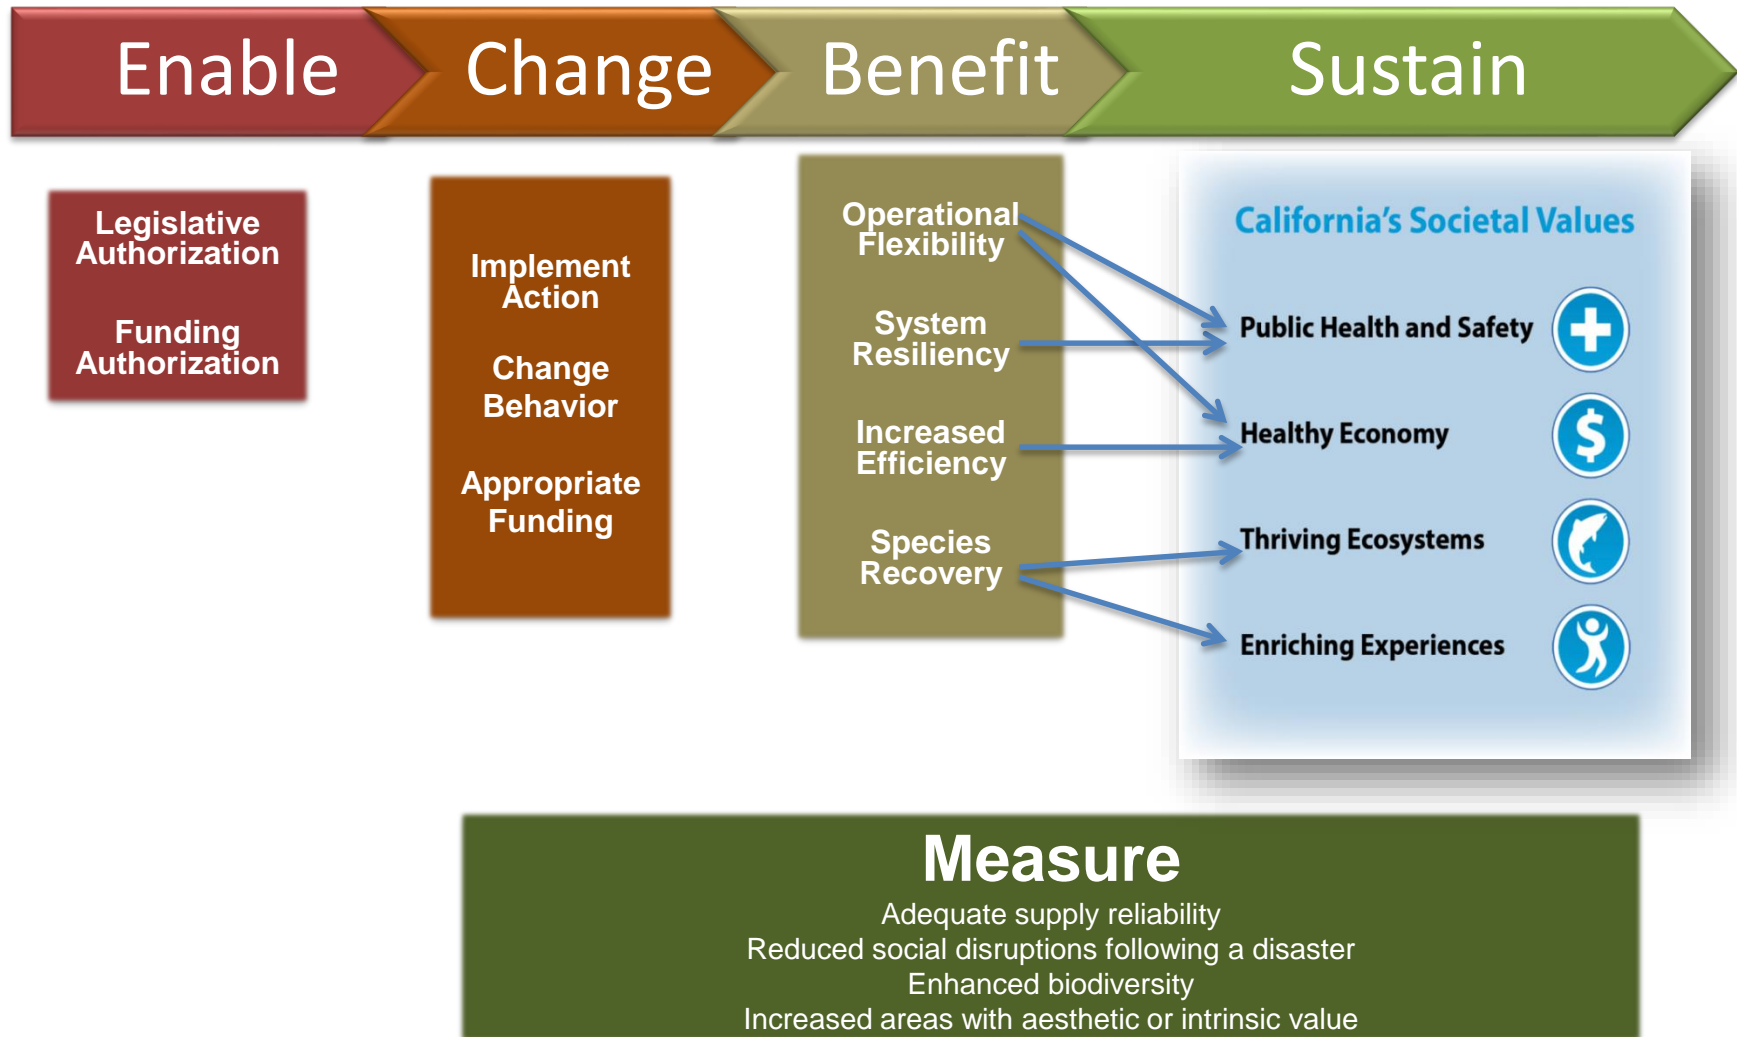 Enable
Change
Benefit
Sustain
Legislative
Authorization
Funding
Authorization
Implement
Action
Change
Behavior
Appropriate
Funding
Operational
Flexibility
System
Resiliency
Increased
Efficiency
Species
Recovery
California's Societal Values
Public Health and Safety
Healthy Economy
$
Thriving Ecosystems
Enriching Experiences
Measure
Adequate supply reliability
Reduced social disruptions following a disaster
Enhanced biodiversity
Increased areas with aesthetic or intrinsic value